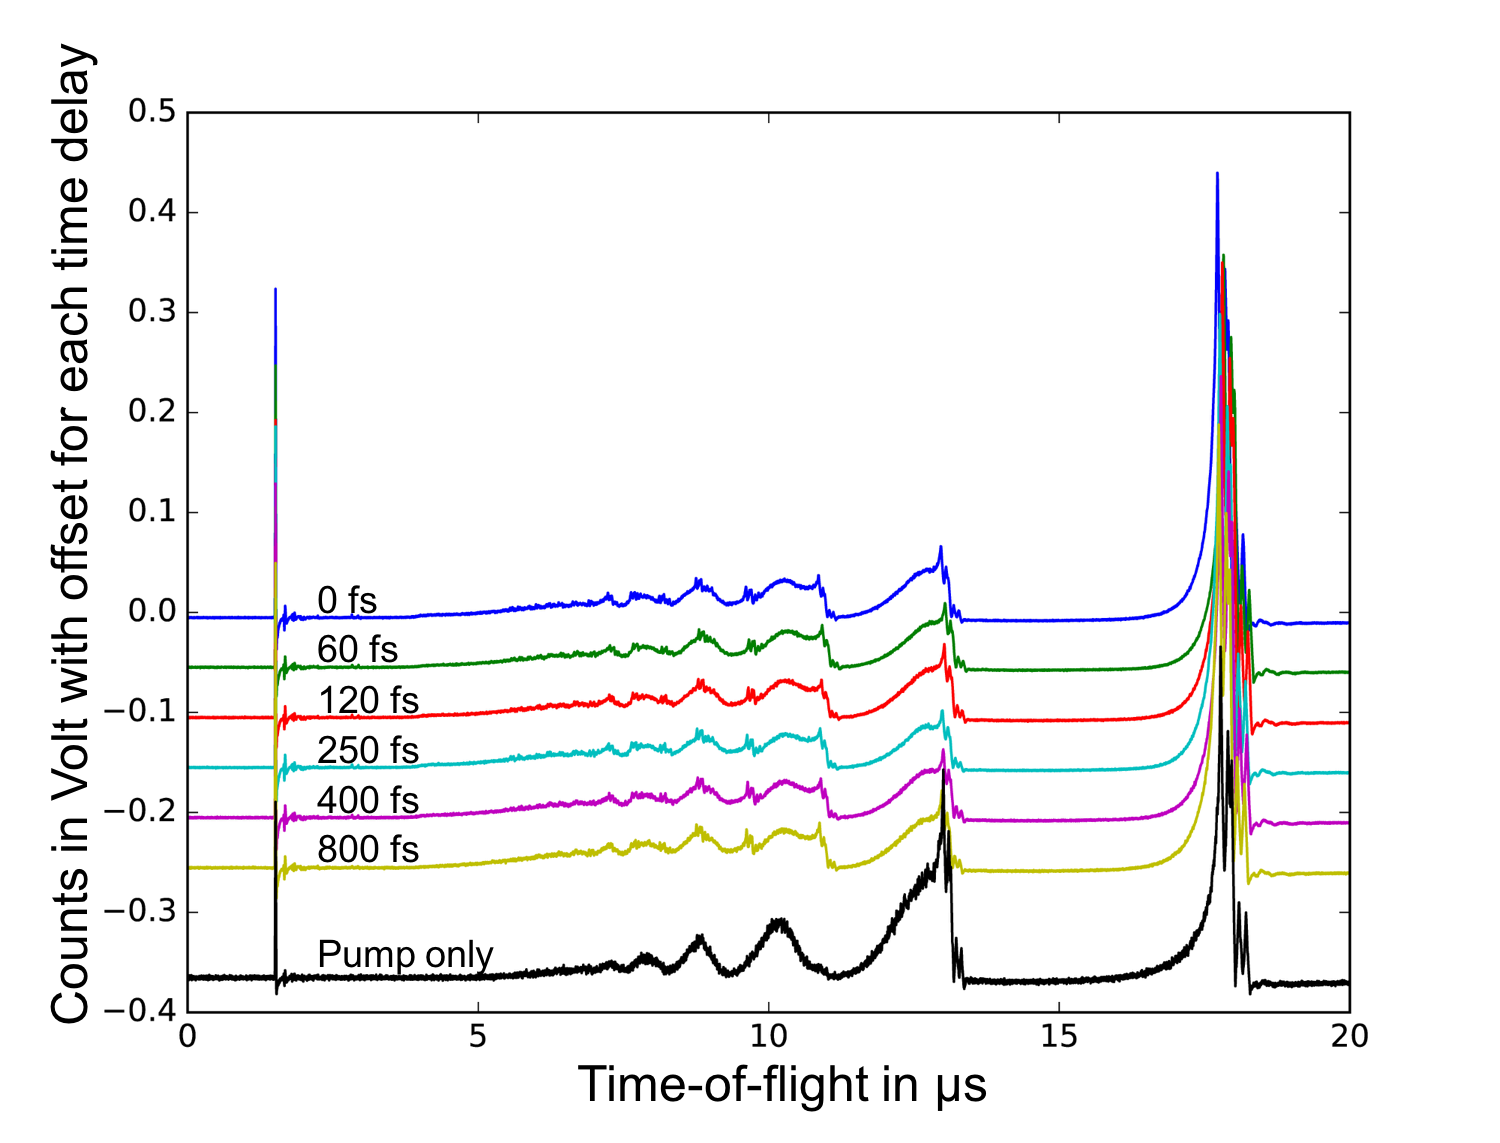 Counts in Volt with offset for each time delay
0.5
0.4
0.3
0.2
0.1
0.0
−0.1
−0.2
−0.3
−0.4
0 fs
60 fs
120 fs
250 fs
400 fs
800 fs
Pump only
0
5
10
15
20
Time-of-flight in µs